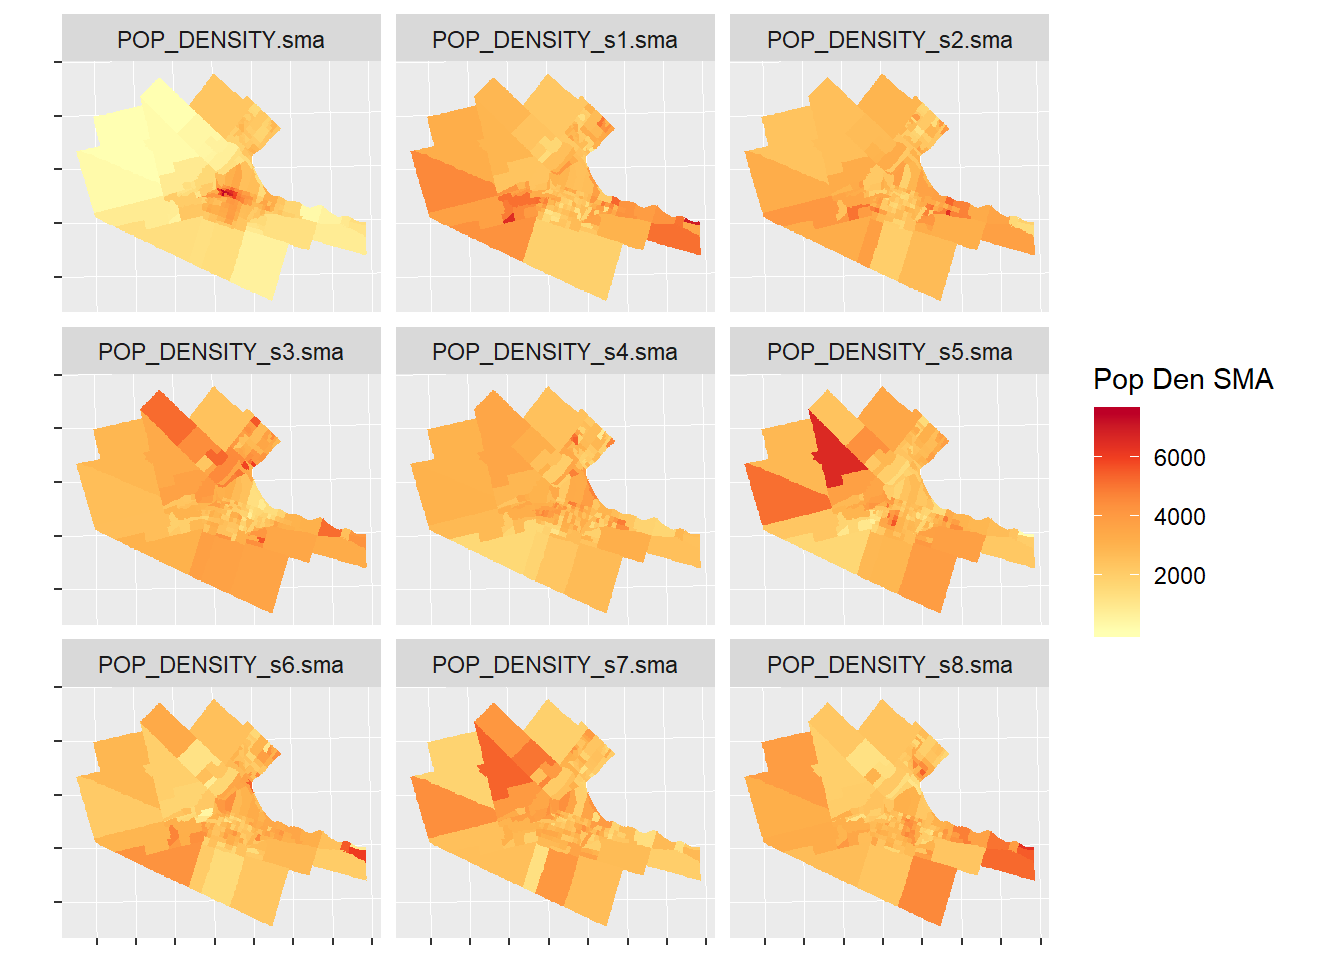 POP_DENSITY.sma
POP_DENSITY_s1.sma
POP_DENSITY_s2.sma
POP_DENSITY_s3.sma
POP_DENSITY_s4.sma
POP_DENSITY_s5.sma
Pop Den SMA
6000
4000
2000
POP_DENSITY_s6.sma
POP_DENSITY_s7.sma
POP_DENSITY_s8.sma